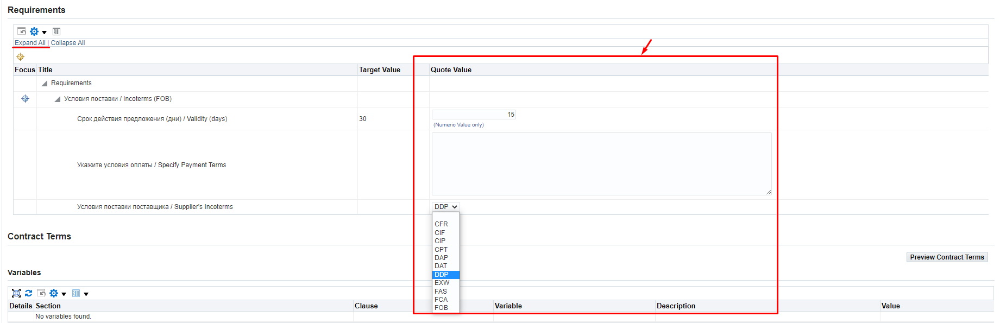 Requirements
Expand All | Collapse All
Focus Title Target Value Quote Value
Requirements
Условия поставки / Incoterms (FOB)
Срок действия предложения (дни) / Validity (days) 30 15
(Numeric Value only)
Укажите условия оплаты / Specify Payment Terms
Условия поставки поставщика / Supplier's Incoterms DDP
CFR
CIF
CIP
CPT
DAP
DAT
DDP
EXW
FAS
FCA
FOB
Contract Terms
Preview Contract Terms
Variables
Details Section Clause Variable Description Value
No variables found.